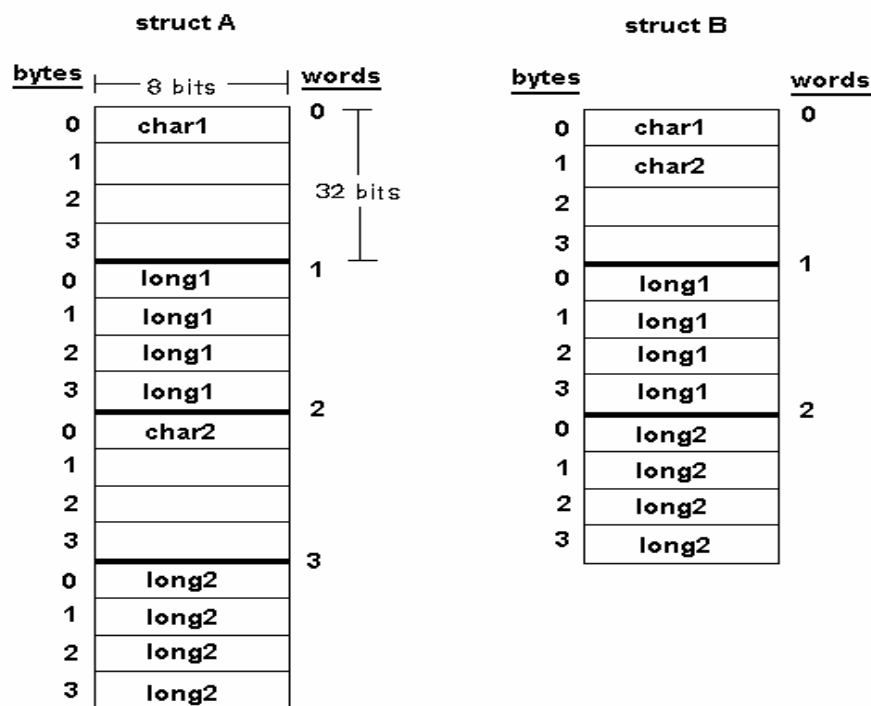 struct A
bytes
8 bits
words
0
char1
0
1
2
32 bits
3
1
0
long1
1
long1
2
long1
3
long1
2
0
char2
1
2
3
3
0
long2
1
long2
2
long2
3
long2
struct B
bytes
words
0
0
char1
1
char2
2
3
1
0
long1
1
long1
2
long1
3
long1
2
0
long2
1
long2
2
long2
3
long2